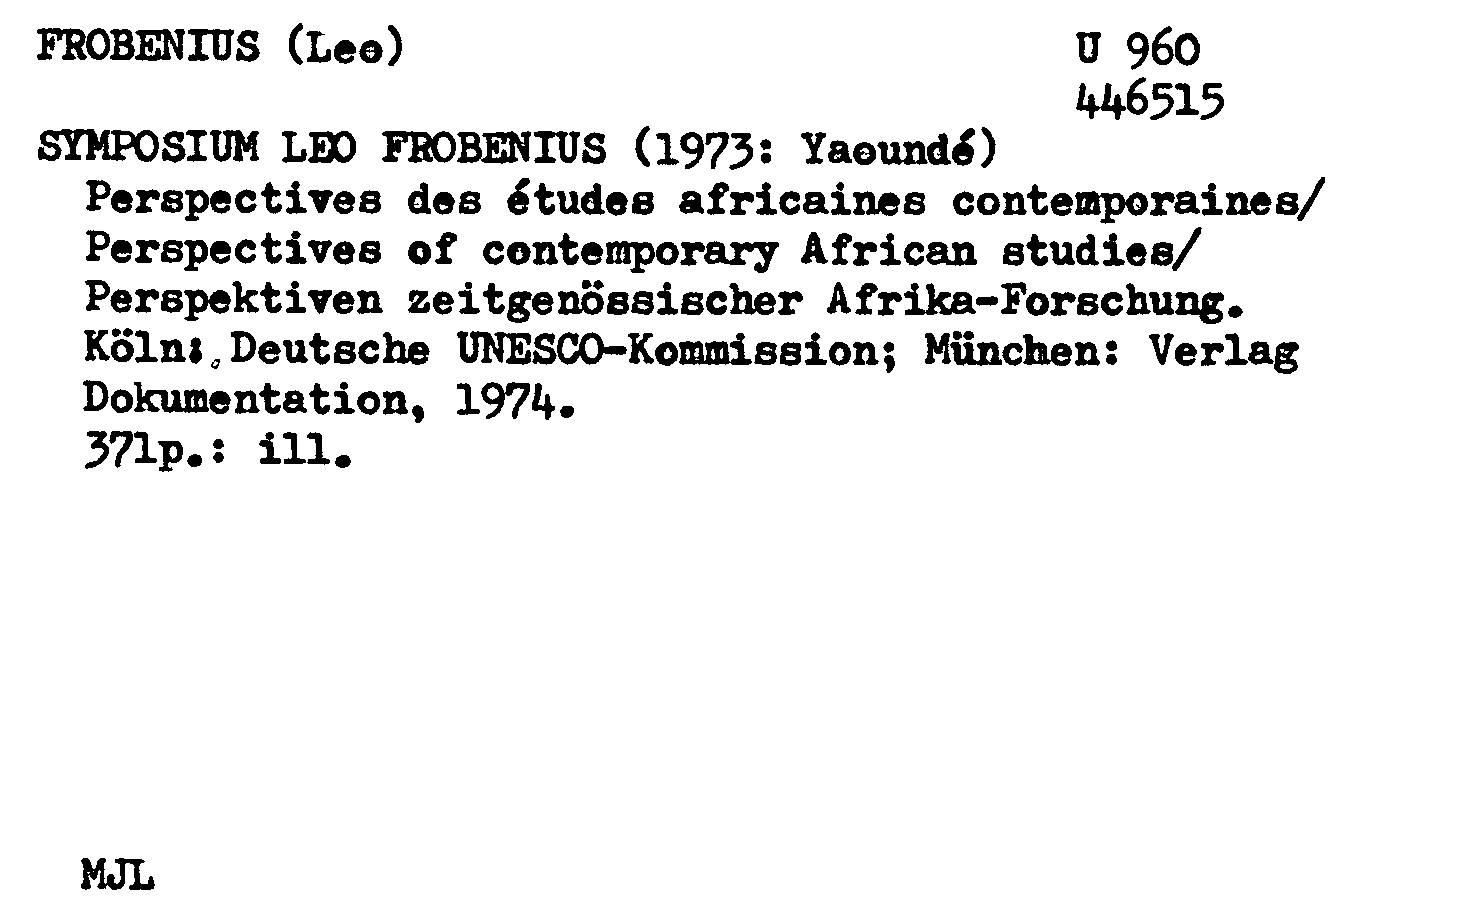 FROBENIUS (Leo)
U 960
446515
SYMPOSIUM LEO FROBENIUS (1973: Yaoundé)
Perspectives des études africaines contemporaines/
Perspectives of contemporary African studies/
Perspektiven zeitgenössischer Afrika-Forschung.
Köln: Deutsche UNESCO-Kommission; München: Verlag
Dokumentation, 1974.
371p.: ill.
MJL